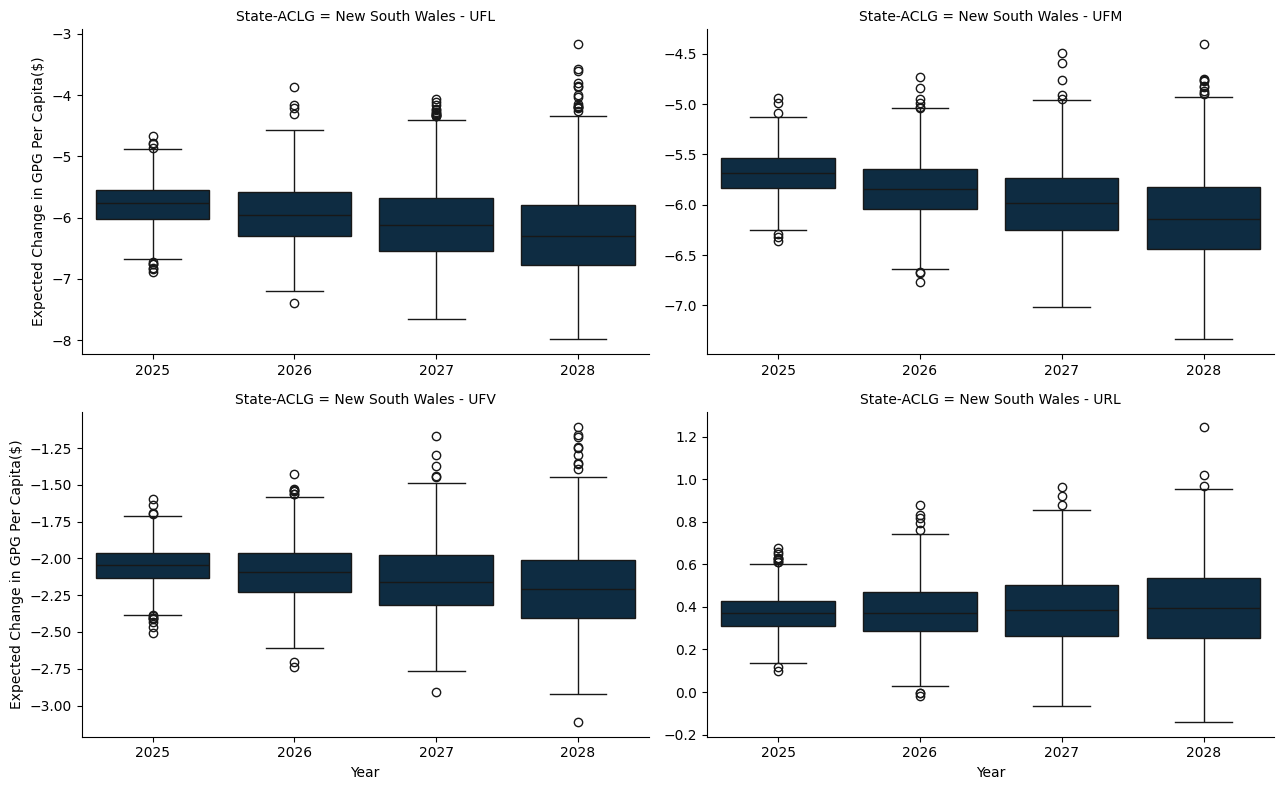 State-ACLG = New South Wales - UFL
Expected Change in GPG Per Capita($)
−3
−4
−5
−6
−7
−8
2025 2026 2027 2028
State-ACLG = New South Wales - UFM
−4.5
−5.0
−5.5
−6.0
−6.5
−7.0
2025 2026 2027 2028
State-ACLG = New South Wales - UFV
Expected Change in GPG Per Capita($)
−1.25
−1.50
−1.75
−2.00
−2.25
−2.50
−2.75
−3.00
2025 2026 2027 2028
Year
State-ACLG = New South Wales - URL
1.2
1.0
0.8
0.6
0.4
0.2
0.0
−0.2
2025 2026 2027 2028
Year